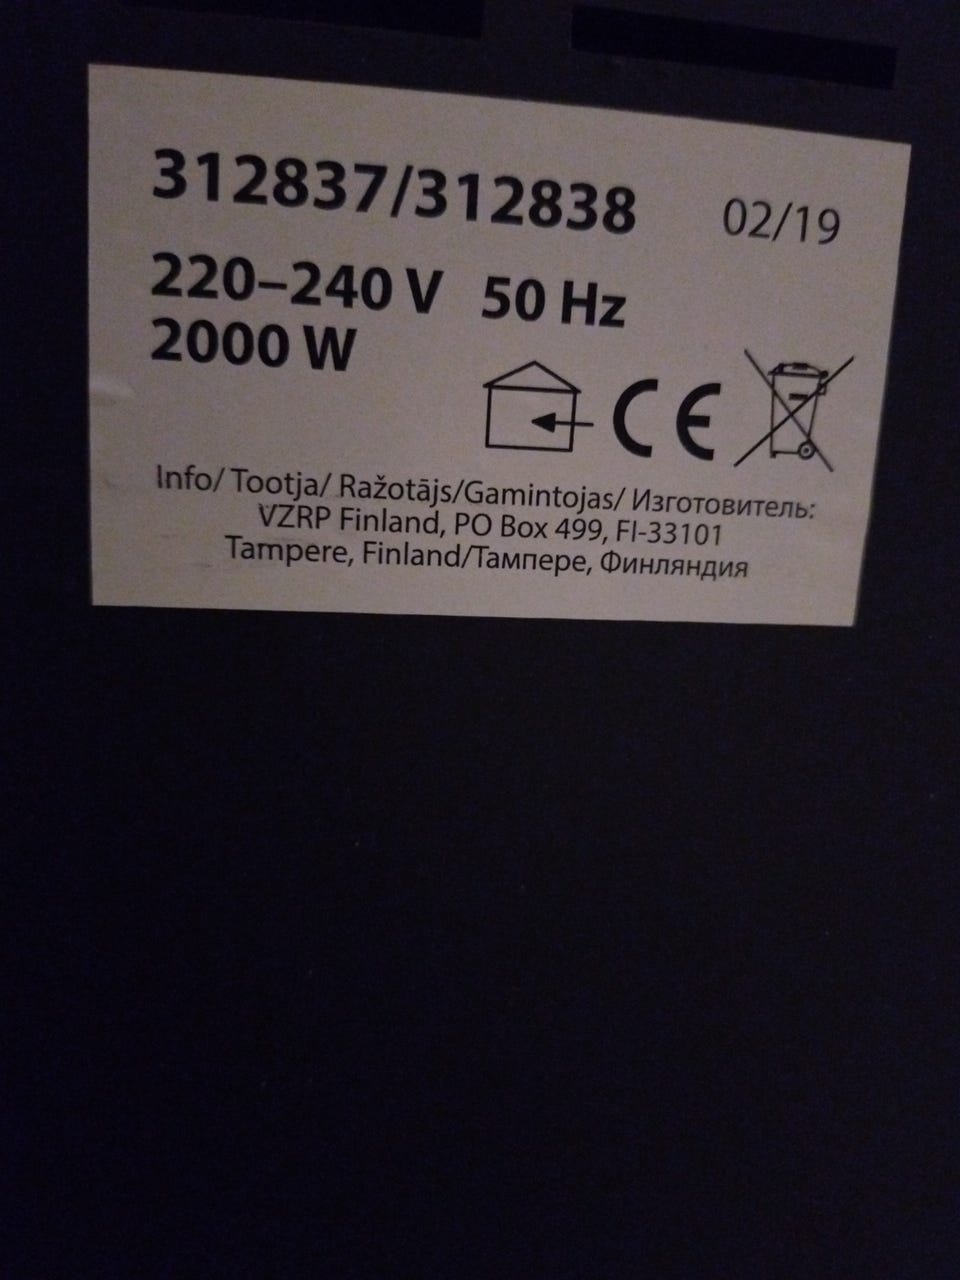 312837/312838 02/19
220–240 V 50 Hz
2000 W
CE
Info/ Tootja/ Ražotājs/Gamintojas/ Изготовитель:
VZRP Finland, PO Box 499, FI-33101
Tampere, Finland/Тампере, Финляндия